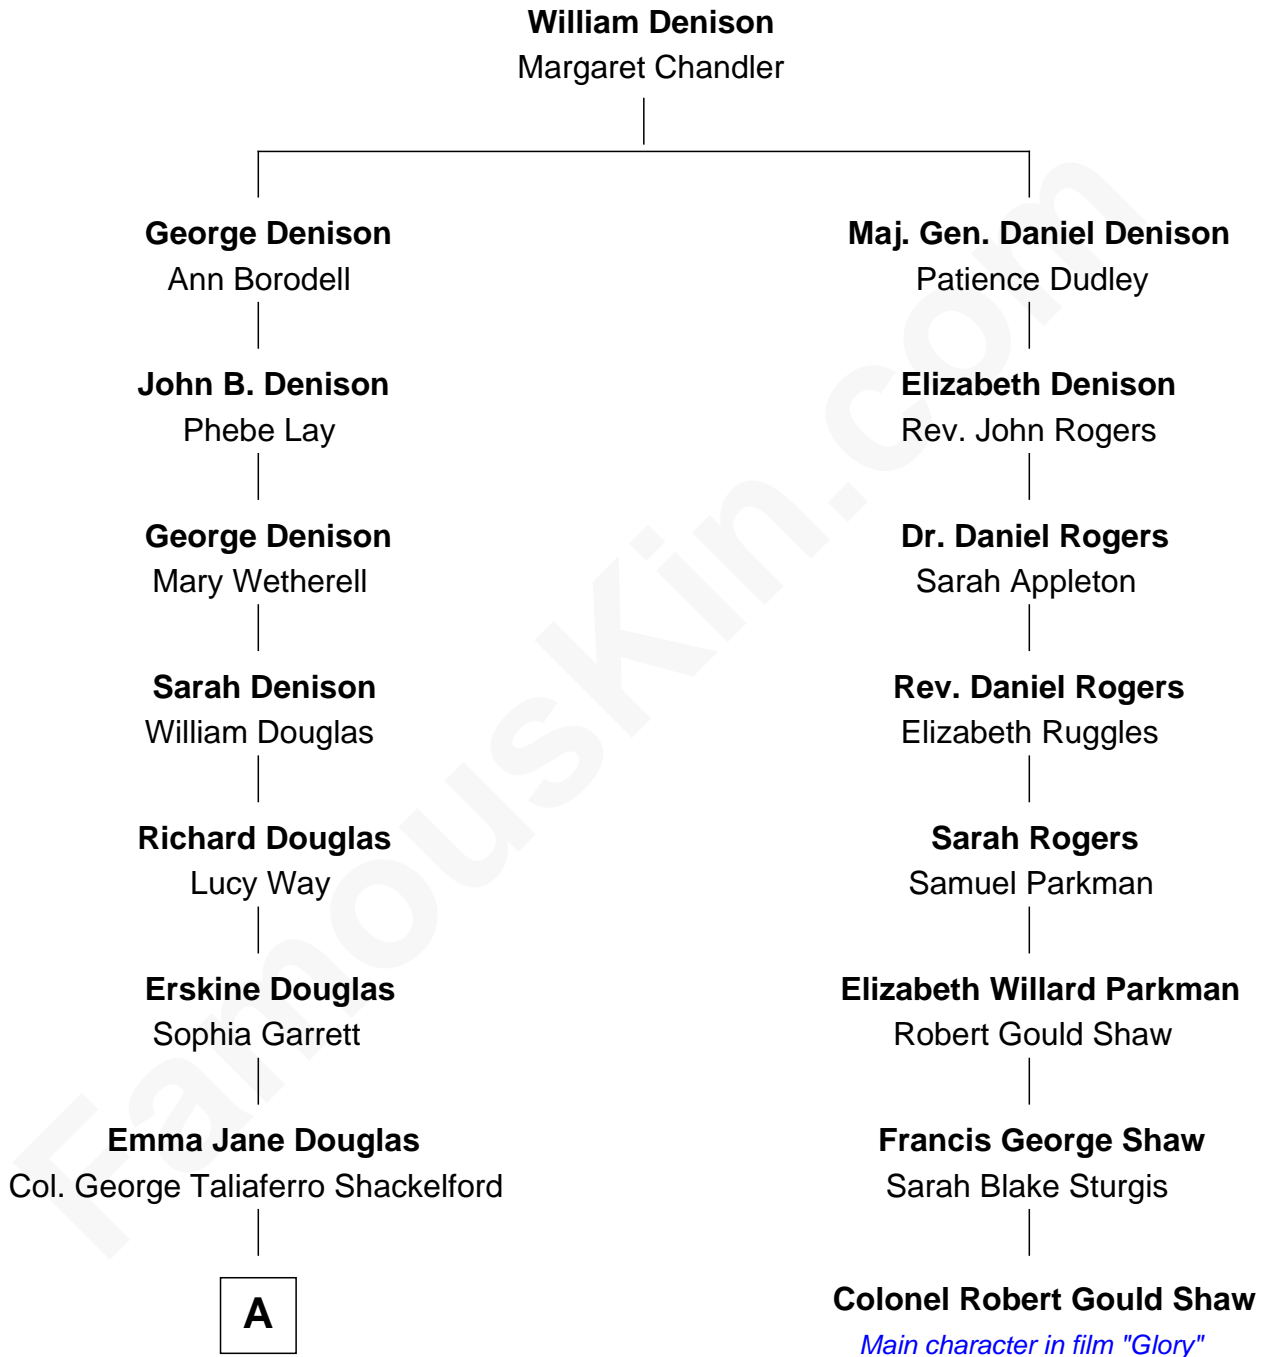 William Denison
Margaret Chandler
George Denison
Ann Borodell
John B. Denison
Phebe Lay
George Denison
Mary Wetherell
Sarah Denison
William Douglas
Richard Douglas
Lucy Way
Erskine Douglas
Sophia Garrett
Emma Jane Douglas
Col. George Taliaferro Shackelford
A
Maj. Gen. Daniel Denison
Patience Dudley
Elizabeth Denison
Rev. John Rogers
Dr. Daniel Rogers
Sarah Appleton
Rev. Daniel Rogers
Elizabeth Ruggles
Sarah Rogers
Samuel Parkman
Elizabeth Willard Parkman
Robert Gould Shaw
Francis George Shaw
Sarah Blake Sturgis
Colonel Robert Gould Shaw
Main character in film "Glory"
FamousKin.com